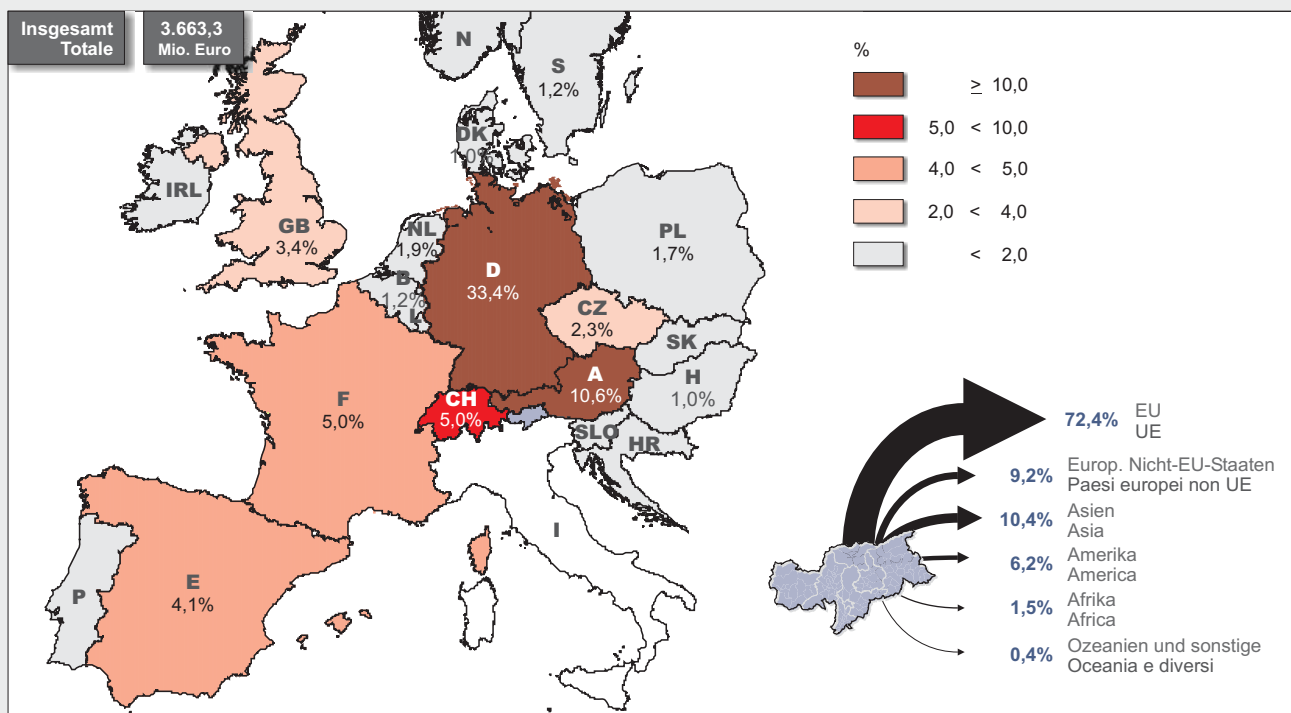 Insgesamt
Totale
3.663,3
Mio. Euro
N
S
1,2%
DK
1,0%
IRL
GB
3,4%
NL
1,9%
B
1,2%
L
D
33,4%
PL
1,7%
CZ
2,3%
SK
A
10,6%
H
1,0%
CH
5,0%
F
5,0%
SLO
HR
I
E
4,1%
P
%
≥ 10,0
5,0 < 10,0
4,0 < 5,0
2,0 < 4,0
< 2,0
72,4% EU
UE
9,2% Europ. Nicht-EU-Staaten
Paesi europei non UE
10,4% Asien
Asia
6,2% Amerika
America
1,5% Afrika
Africa
0,4% Ozeanien und sonstige
Oceania e diversi